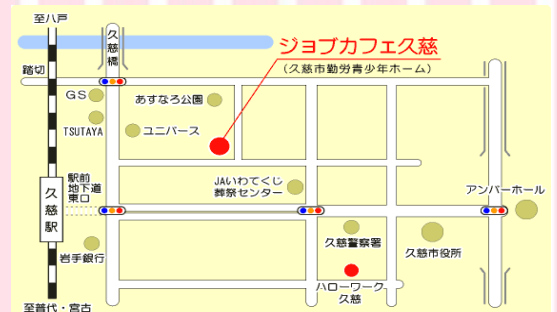 至八戸
久慈橋
ジョブカフェ久慈
(久慈市勤労青少年ホーム)
踏切
GS
あすなろ公園
TSUTAYA
ユニバース
駅前
地下道
東口
JAいわてくじ
葬祭センター
アンバーホール
久慈駅
久慈警察署
久慈市役所
岩手銀行
ハローワーク
久慈
至普代・宮古